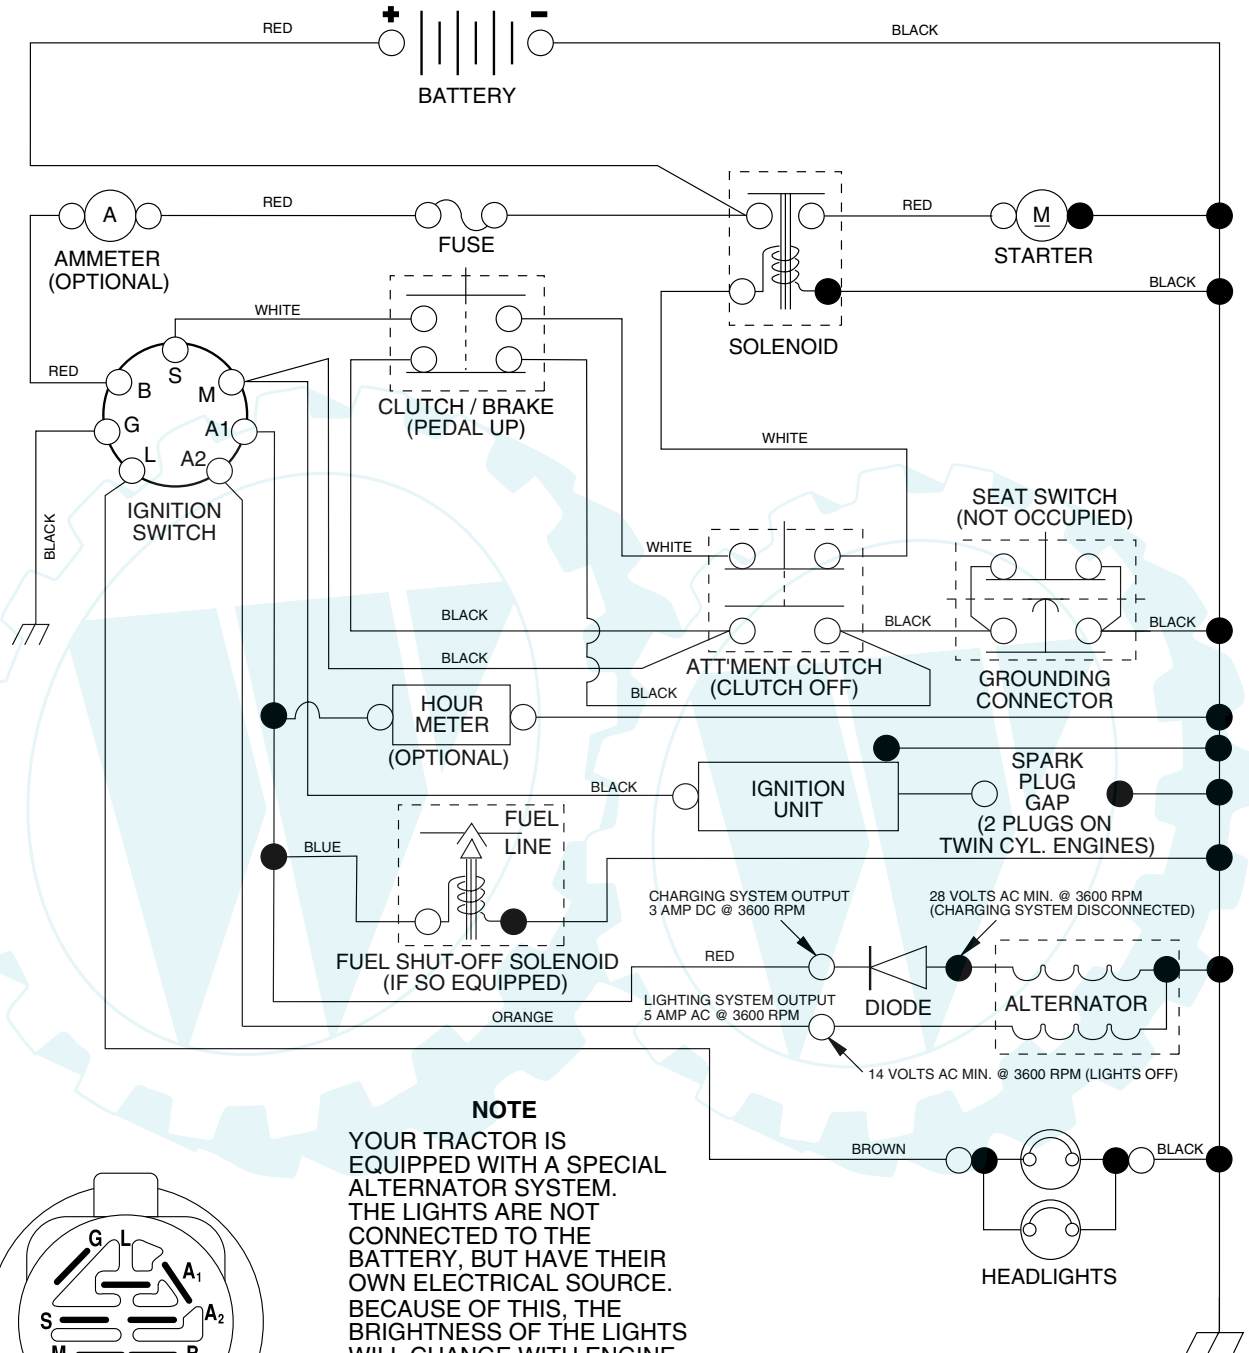 +
−
RED
BLACK
BATTERY
A
RED
RED
M
AMMETER
(OPTIONAL)
FUSE
STARTER
BLACK
WHITE
SOLENOID
RED
B
S
M
CLUTCH / BRAKE
(PEDAL UP)
G
A1
WHITE
L
A2
IGNITION
SWITCH
BLACK
SEAT SWITCH
(NOT OCCUPIED)
WHITE
BLACK
BLACK
BLACK
BLACK
ATT'MENT CLUTCH
(CLUTCH OFF)
GROUNDING
CONNECTOR
BLACK
HOUR
METER
(OPTIONAL)
SPARK
PLUG
GAP
(2 PLUGS ON
TWIN CYL. ENGINES)
BLACK
IGNITION
UNIT
FUEL
LINE
BLUE
CHARGING SYSTEM OUTPUT
3 AMP DC @ 3600 RPM
28 VOLTS AC MIN. @ 3600 RPM
(CHARGING SYSTEM DISCONNECTED)
FUEL SHUT-OFF SOLENOID
(IF SO EQUIPPED)
RED
DIODE
ALTERNATOR
LIGHTING SYSTEM OUTPUT
5 AMP AC @ 3600 RPM
ORANGE
14 VOLTS AC MIN. @ 3600 RPM (LIGHTS OFF)
NOTE
YOUR TRACTOR IS
EQUIPPED WITH A SPECIAL
ALTERNATOR SYSTEM.
THE LIGHTS ARE NOT
CONNECTED TO THE
BATTERY, BUT HAVE THEIR
OWN ELECTRICAL SOURCE.
BECAUSE OF THIS, THE
BRIGHTNESS OF THE LIGHTS
WILL CHANGE WITH ENGINE
BROWN
BLACK
HEADLIGHTS
G
L
A1
A2
S
M
B